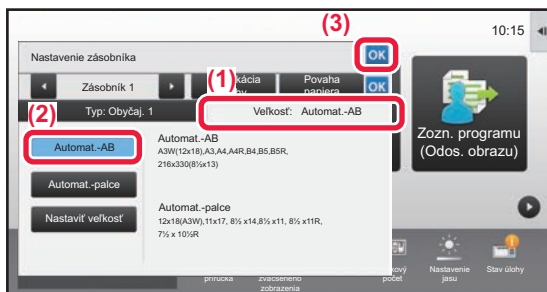 (3)
10:15
Nastavenie zásobníka
OK
Zásobník 1
(1)
Povaha
papiera
OK
(2)
Typ: Obyčaj. 1
Veľkosť: Automat.-AB
Automat.-AB
Automat.-palce
Nastaviť veľkosť
Automat.-AB
A3W(12x18),A3,A4,A4R,B4,B5,B5R,
216x330(8½x13)
Automat.-palce
12x18(A3W),11x17, 8½ x14,8½ x11, 8½ x11R,
7½ x 10½R
Zozn. programu
(Odos. obrazu)
príručka
zväčšeného
zobrazenia
počet
Nastavenie
jasu
Stav úlohy